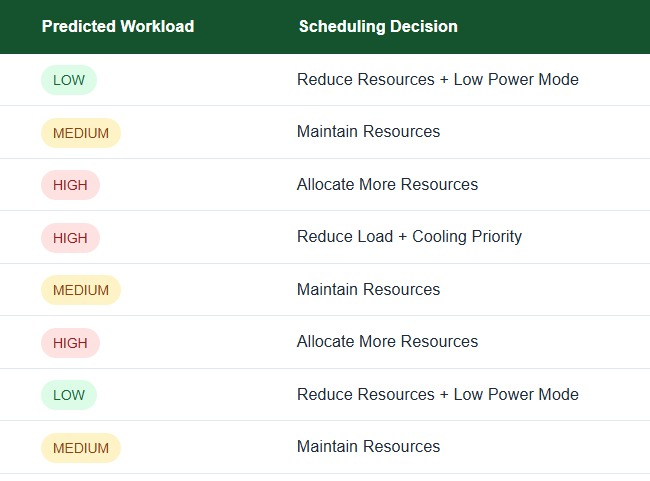 Predicted Workload Scheduling Decision
LOW Reduce Resources + Low Power Mode
MEDIUM Maintain Resources
HIGH Allocate More Resources
HIGH Reduce Load + Cooling Priority
MEDIUM Maintain Resources
HIGH Allocate More Resources
LOW Reduce Resources + Low Power Mode
MEDIUM Maintain Resources